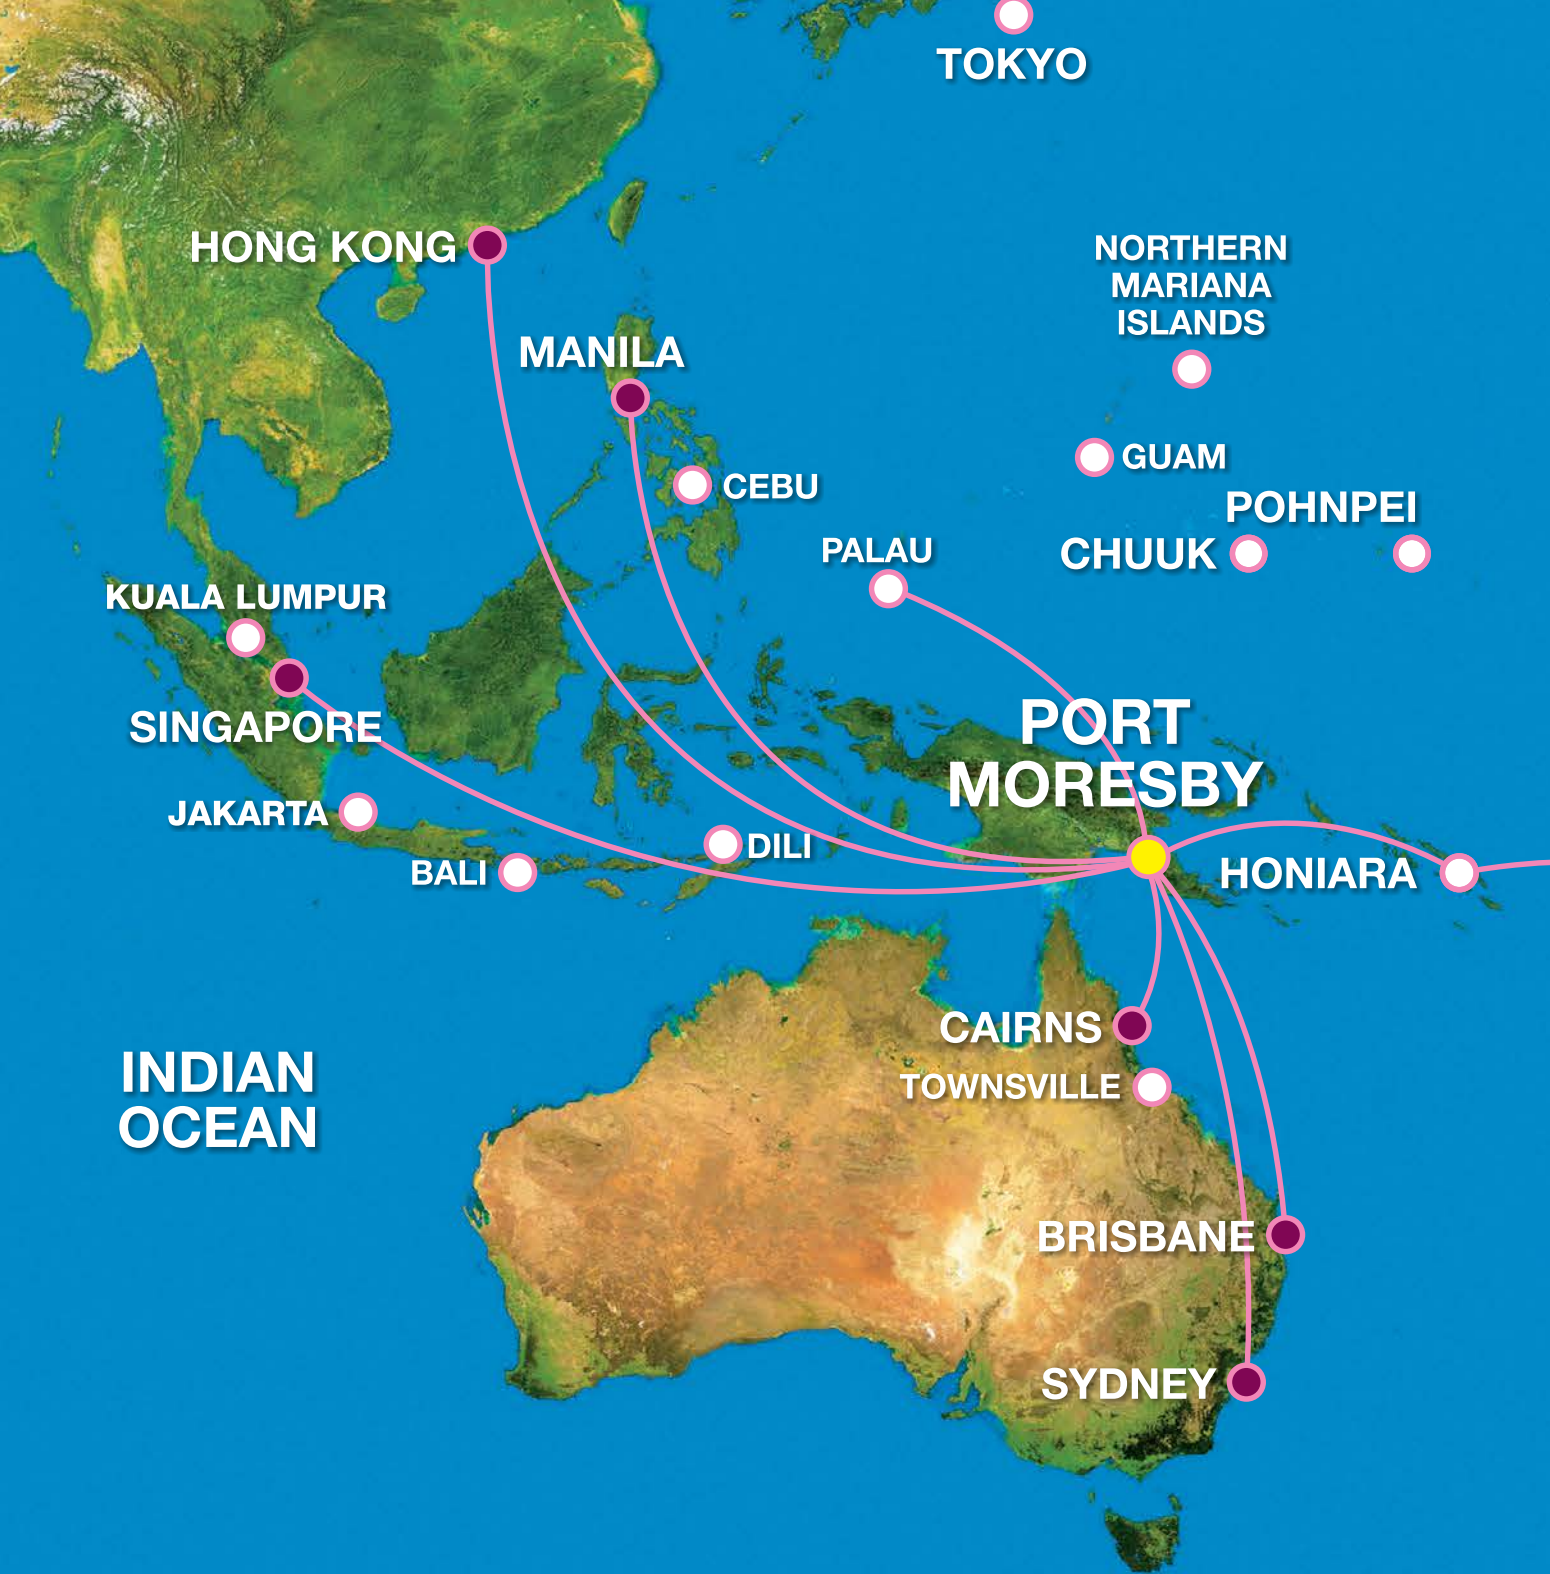 TOKYO
HONG KONG
NORTHERN
MARIANA
ISLANDS
MANILA
GUAM
CEBU
POHNPEI
PALAU
CHUUK
KUALA LUMPUR
SINGAPORE
PORT
MORESBY
JAKARTA
DILI
BALI
HONIARA
CAIRNS
INDIAN
OCEAN
TOWNSVILLE
BRISBANE
SYDNEY